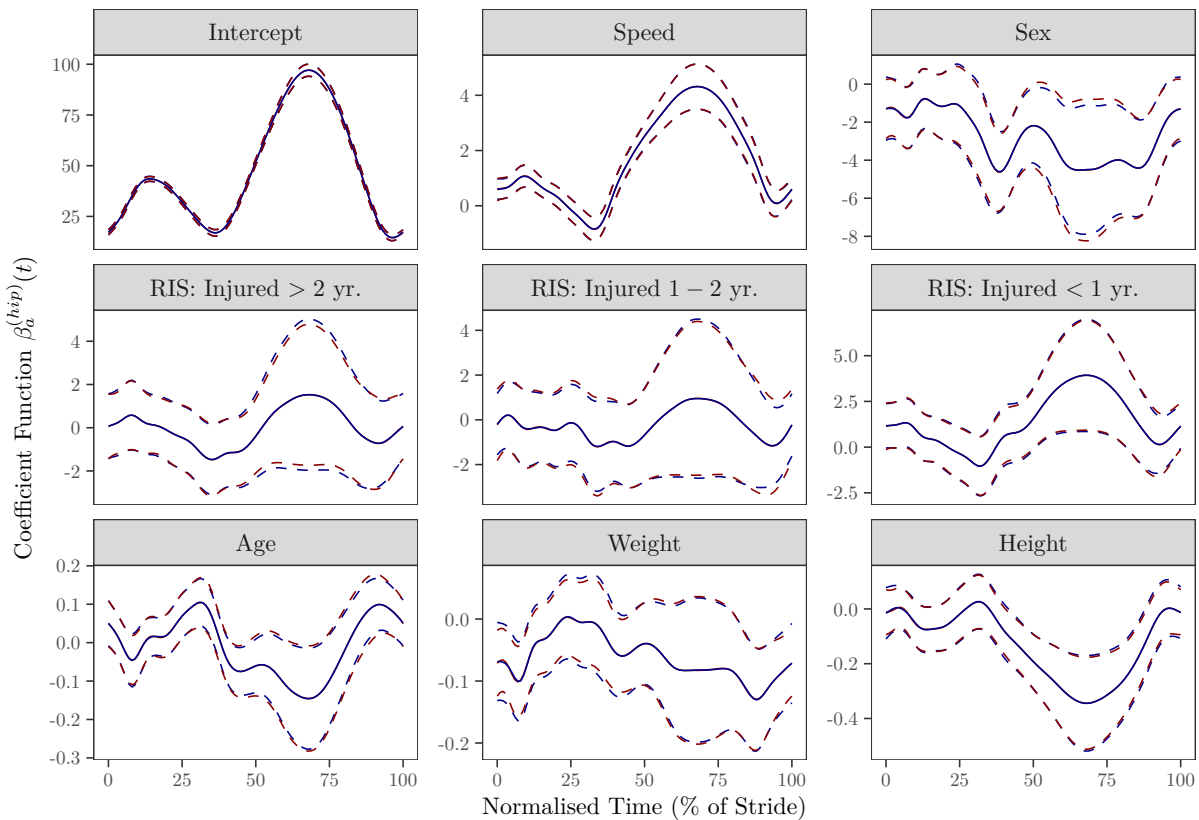 Intercept
Speed
Sex
100
75
50
25
4
2
0
0
-2
-4
-6
-8
RIS: Injured > 2 yr.
RIS: Injured 1 − 2 yr.
RIS: Injured < 1 yr.
4
2
0
-2
4
2
0
-2
5.0
2.5
0.0
-2.5
Coefficient Function β_a^{(hip)}(t)
Age
Weight
Height
0.2
0.1
0.0
-0.1
-0.2
-0.3
0.0
-0.1
-0.2
0.0
-0.2
-0.4
0 25 50 75 100
0 25 50 75 100
0 25 50 75 100
Normalised Time (% of Stride)